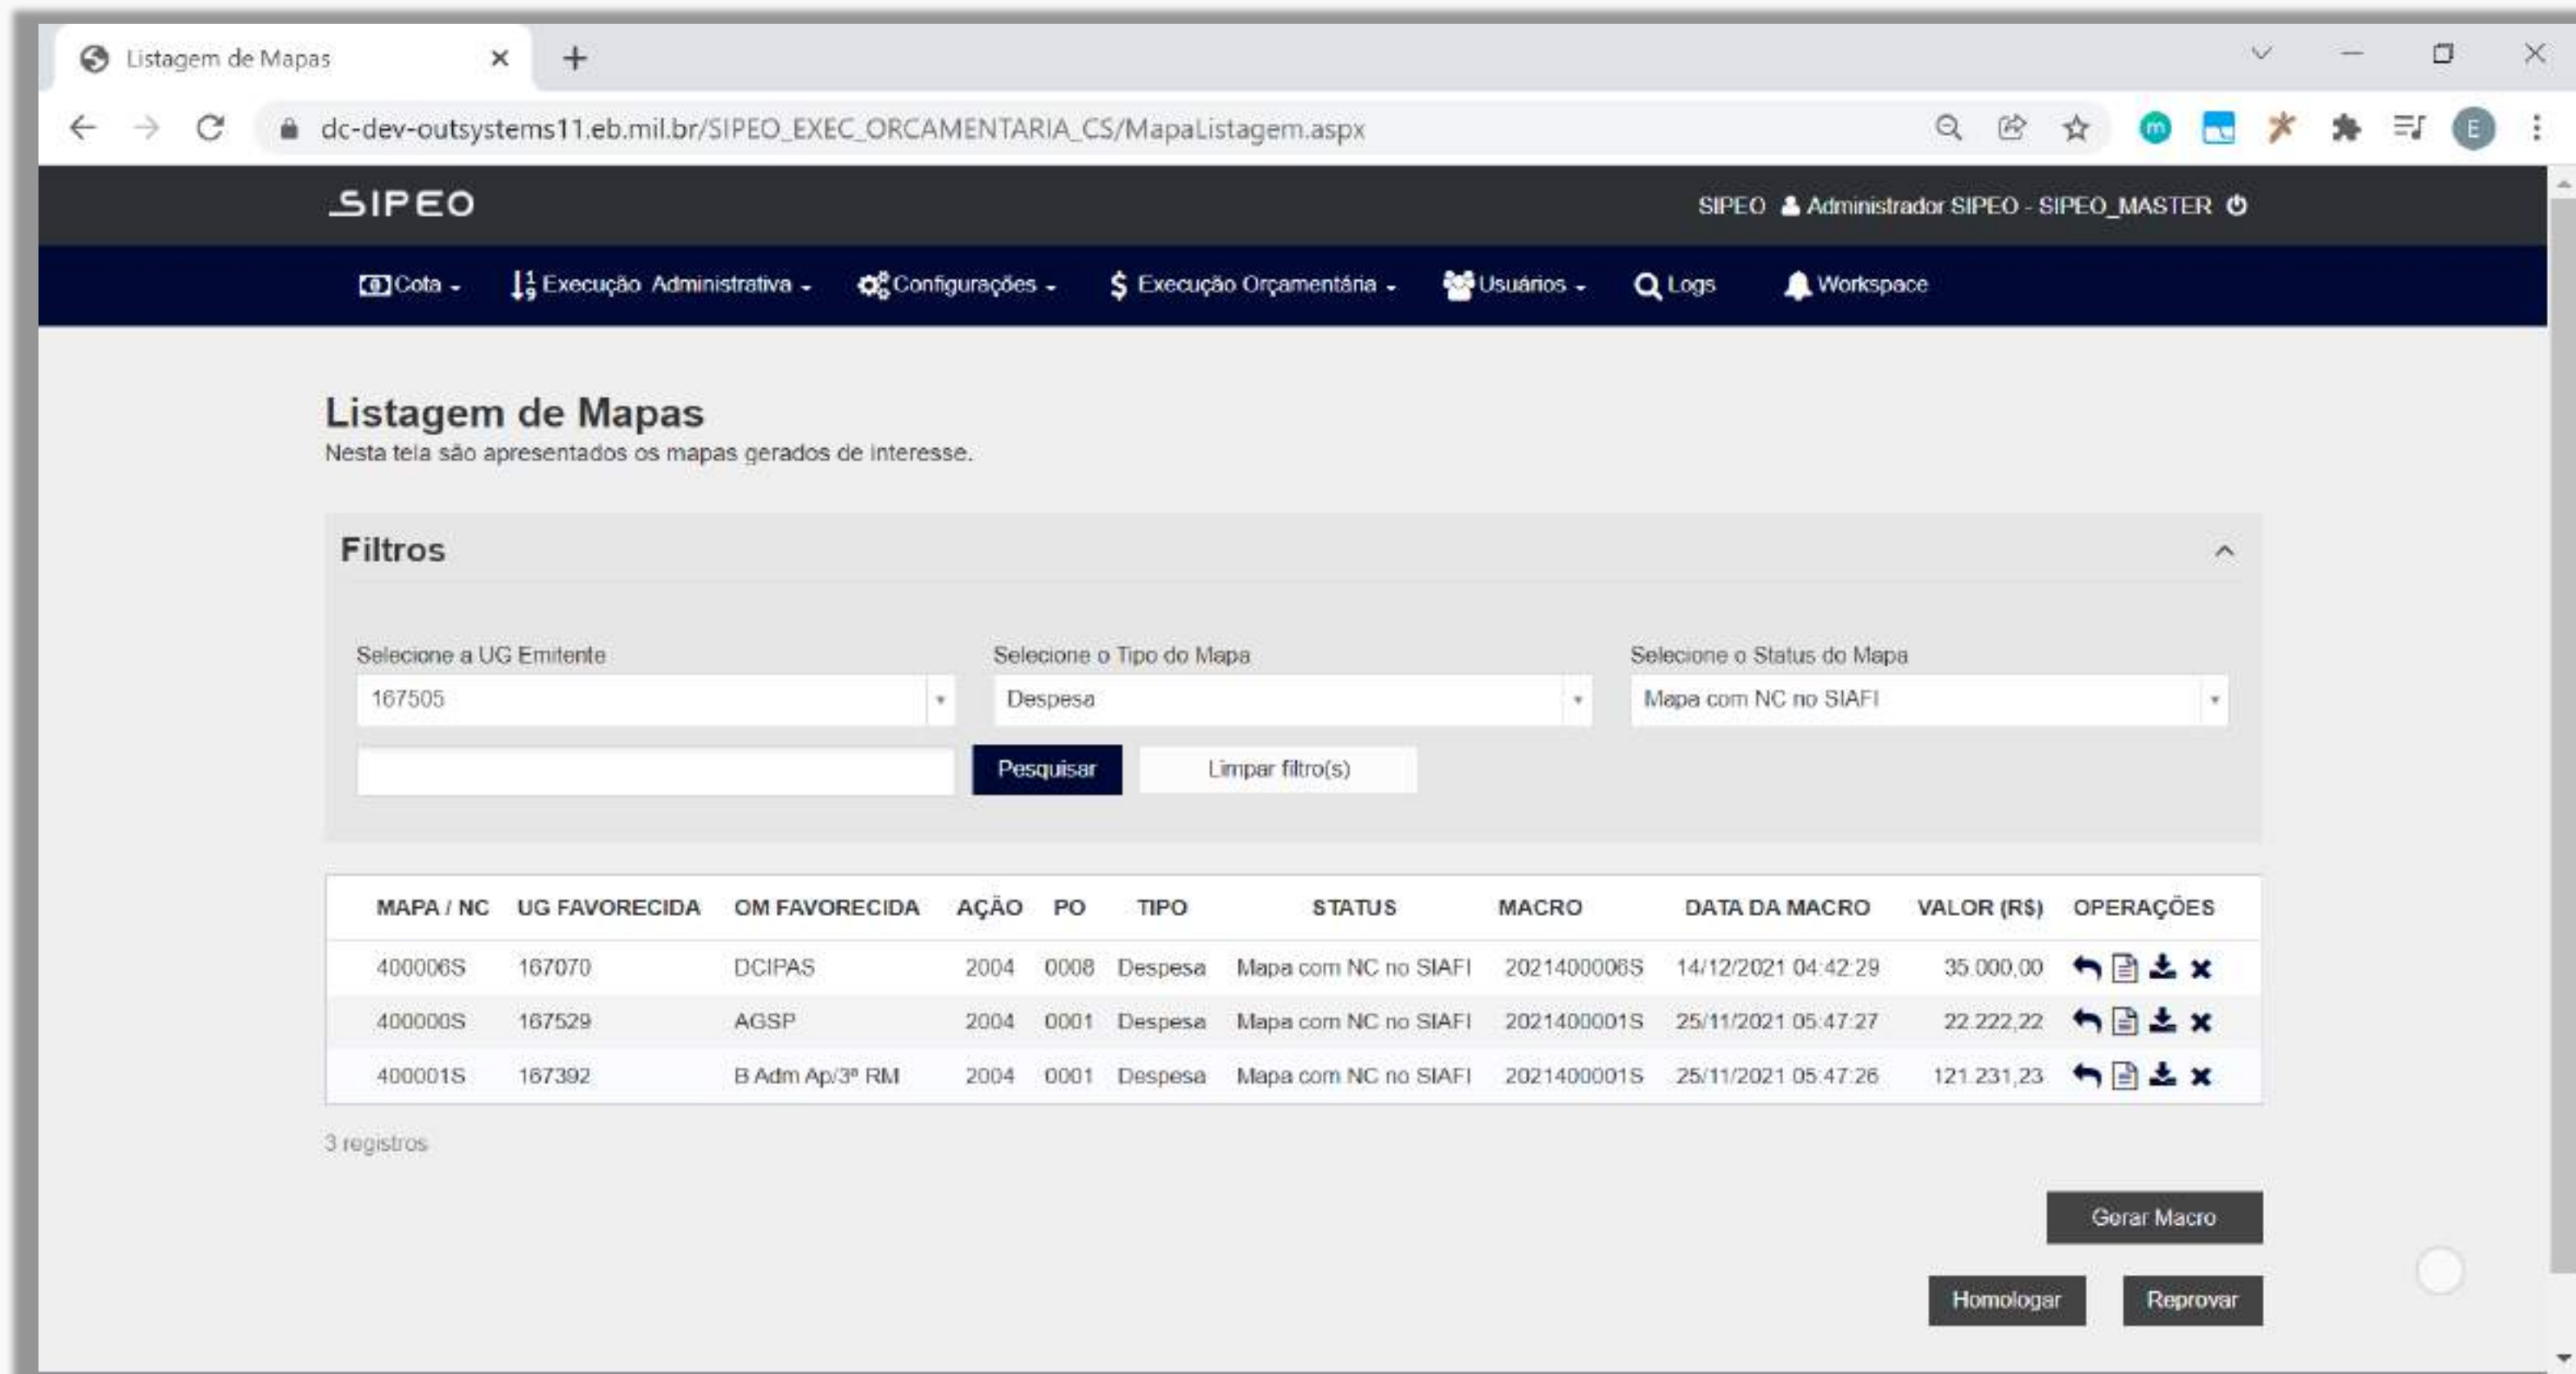 Listagem de Mapas
dc-dev-outsystems11.eb.mil.br/SIPEO_EXEC_ORCAMENTARIA_CS/MapaListagem.aspx
m
E
SIPEO
SIPEO Administrador SIPEO - SIPEO_MASTER
Cota
Execução Administrativa
Configurações
Execução Orçamentária
Usuários
Logs
Workspace
Listagem de Mapas
Nesta tela são apresentados os mapas gerados de interesse.
Filtros
Selecione a UG Emitente Selecione o Tipo do Mapa Selecione o Status do Mapa
167505 Despesa Mapa com NC no SIAFI
Pesquisar Limpar filtro(s)
MAPA / NC UG FAVORECIDA OM FAVORECIDA AÇÃO PO TIPO STATUS MACRO DATA DA MACRO VALOR (R$) OPERAÇÕES
400006S 167070 DCIPAS 2004 0008 Despesa Mapa com NC no SIAFI 2021400006S 14/12/2021 04:42:29 35.000,00
400000S 167529 AGSP 2004 0001 Despesa Mapa com NC no SIAFI 2021400001S 25/11/2021 05:47:27 22.222,22
400001S 167392 B Adm Ap/3ª RM 2004 0001 Despesa Mapa com NC no SIAFI 2021400001S 25/11/2021 05:47:26 121.231,23
3 registros
Gerar Macro
Homologar Reprovar